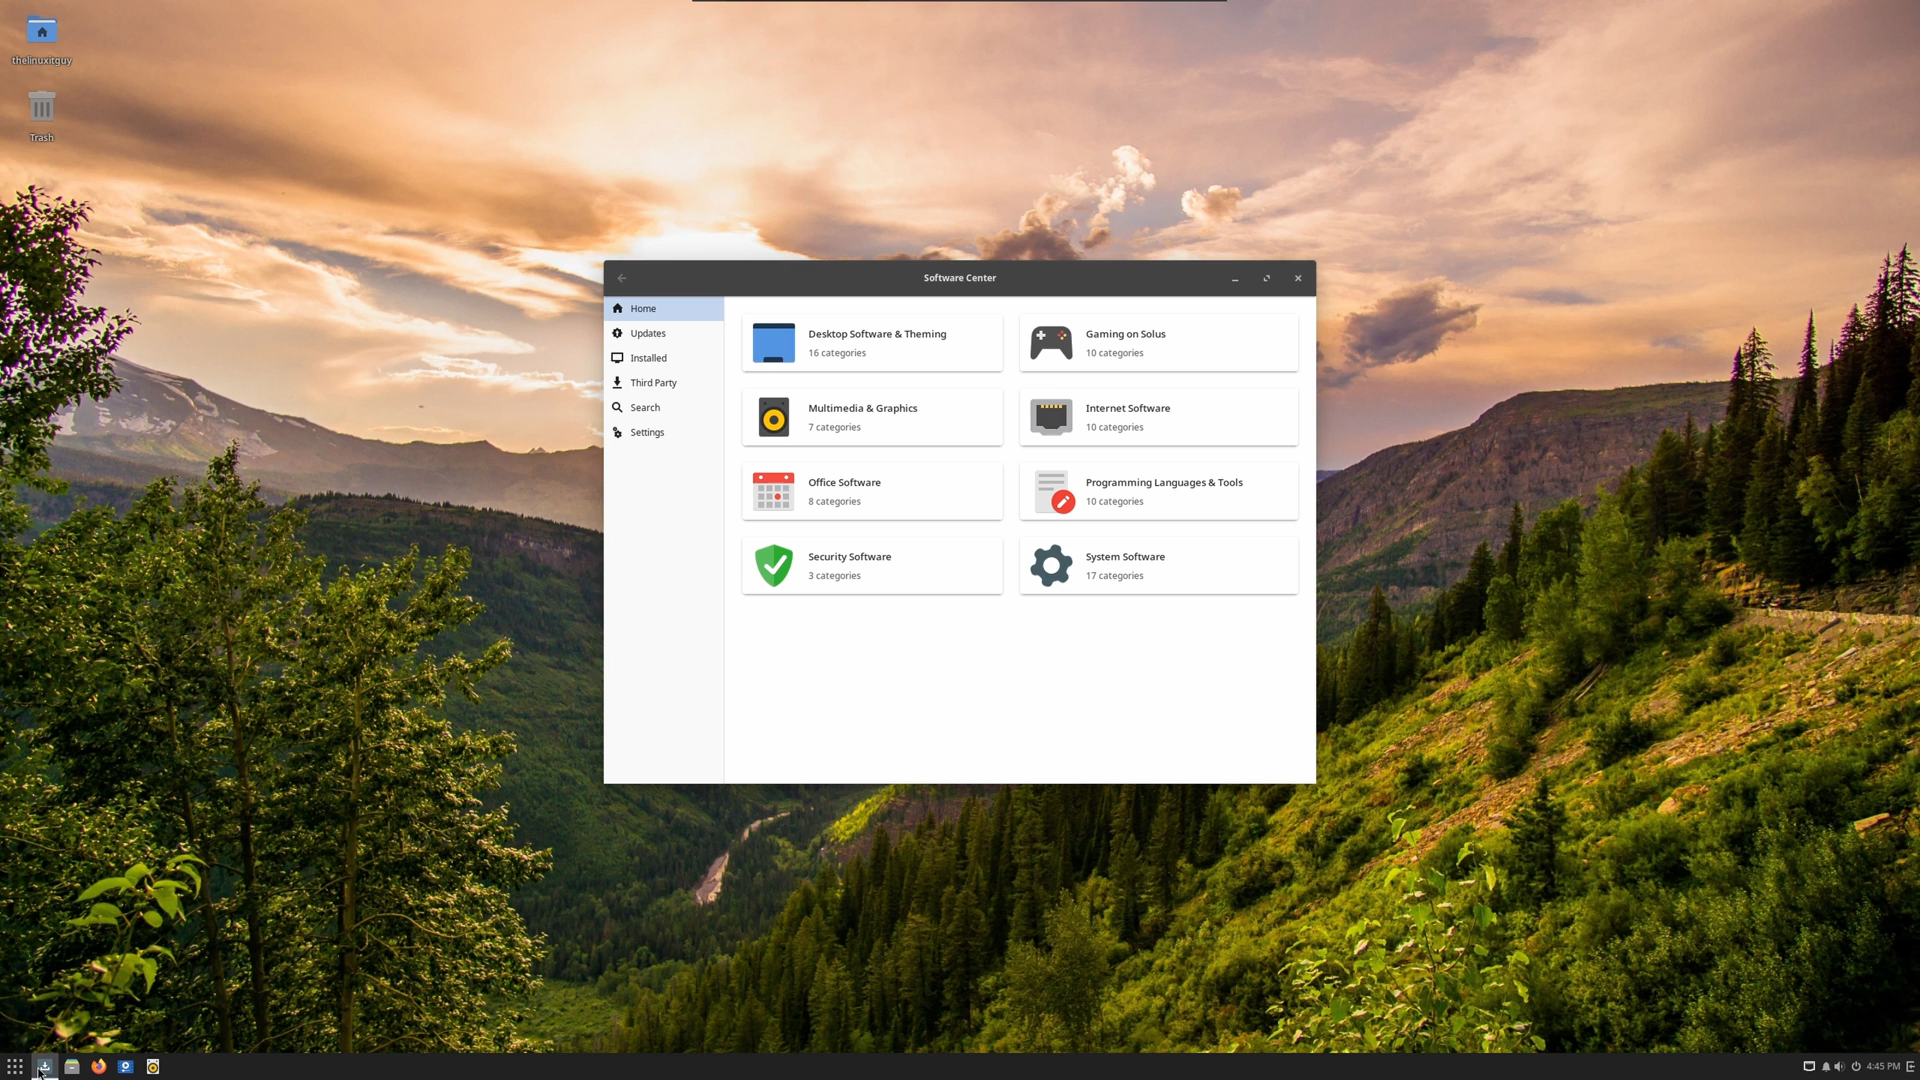 thelinuxitguy
Trash
Software Center
Home
Updates
Installed
Third Party
Search
Settings
Desktop Software & Theming
16 categories
Gaming on Solus
10 categories
Multimedia & Graphics
7 categories
Internet Software
10 categories
Office Software
8 categories
Programming Languages & Tools
10 categories
Security Software
3 categories
System Software
17 categories
4:45 PM